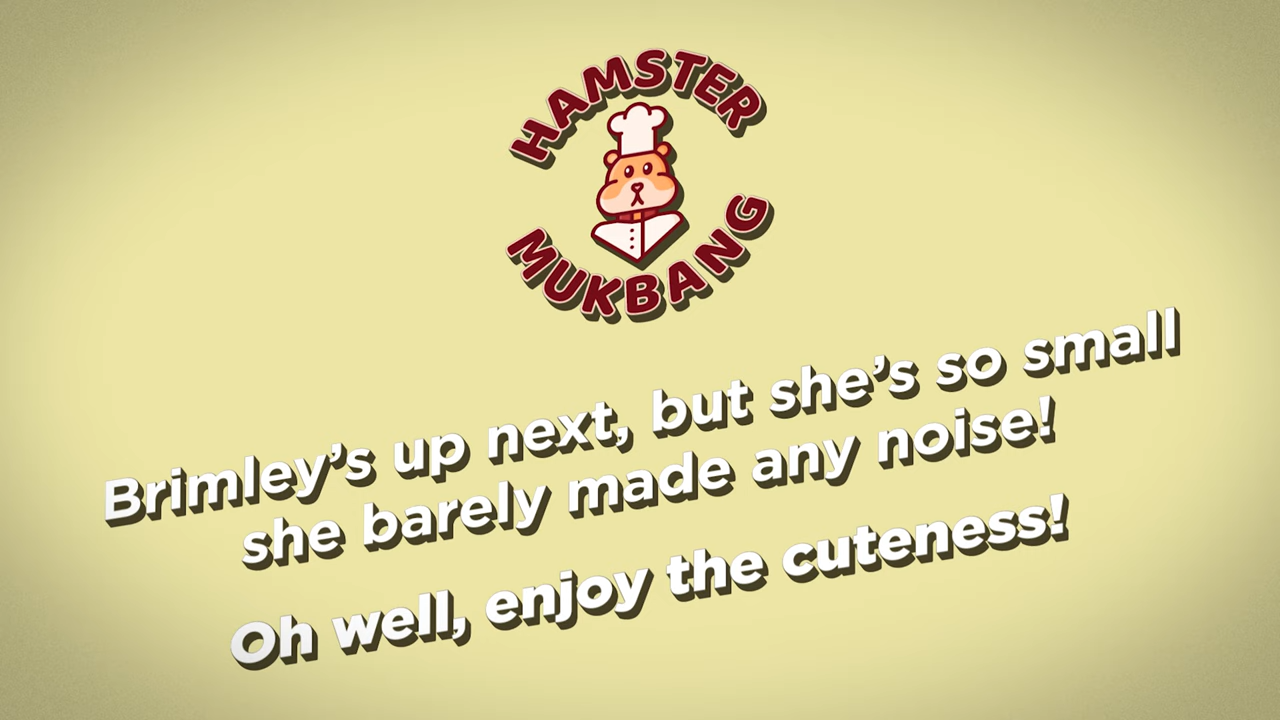 HAMSTER
MUKBANG
Brimley’s up next, but she’s so small
she barely made any noise!
Oh well, enjoy the cuteness!